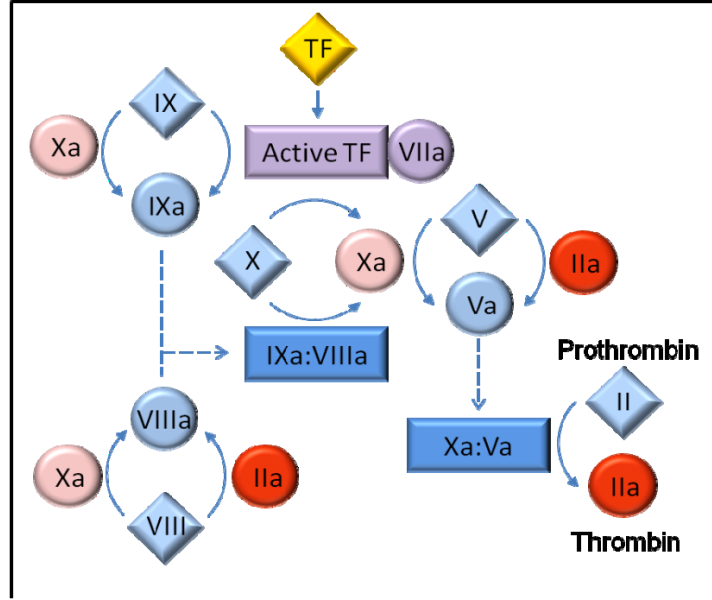 TF
IX
Xa
Active TF
VIIa
IXa
V
X
Xa
IIa
Va
IXa:VIIIa
Prothrombin
II
VIIIa
Xa:Va
Xa
IIa
IIa
VIII
Thrombin